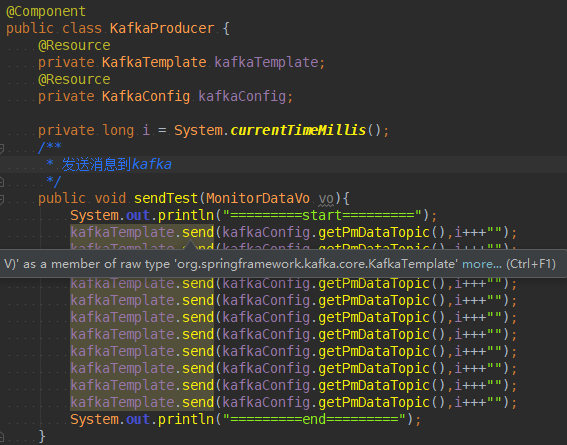 @Component
public class KafkaProducer {
@Resource
private KafkaTemplate kafkaTemplate;
@Resource
private KafkaConfig kafkaConfig;
private long i = System.currentTimeMillis();
/**
* 发送消息到kafka
*/
public void sendTest(MonitorDataVo vo){
System.out.println("=========start=========");
kafkaTemplate.send(kafkaConfig.getPmDataTopic(),i+++"");
V)' as a member of raw type 'org.springframework.kafka.core.KafkaTemplate' more... (Ctrl+F1)
kafkaTemplate.send(kafkaConfig.getPmDataTopic(),i+++"");
kafkaTemplate.send(kafkaConfig.getPmDataTopic(),i+++"");
kafkaTemplate.send(kafkaConfig.getPmDataTopic(),i+++"");
kafkaTemplate.send(kafkaConfig.getPmDataTopic(),i+++"");
kafkaTemplate.send(kafkaConfig.getPmDataTopic(),i+++"");
kafkaTemplate.send(kafkaConfig.getPmDataTopic(),i+++"");
kafkaTemplate.send(kafkaConfig.getPmDataTopic(),i+++"");
kafkaTemplate.send(kafkaConfig.getPmDataTopic(),i+++"");
System.out.println("=========end=========");
}